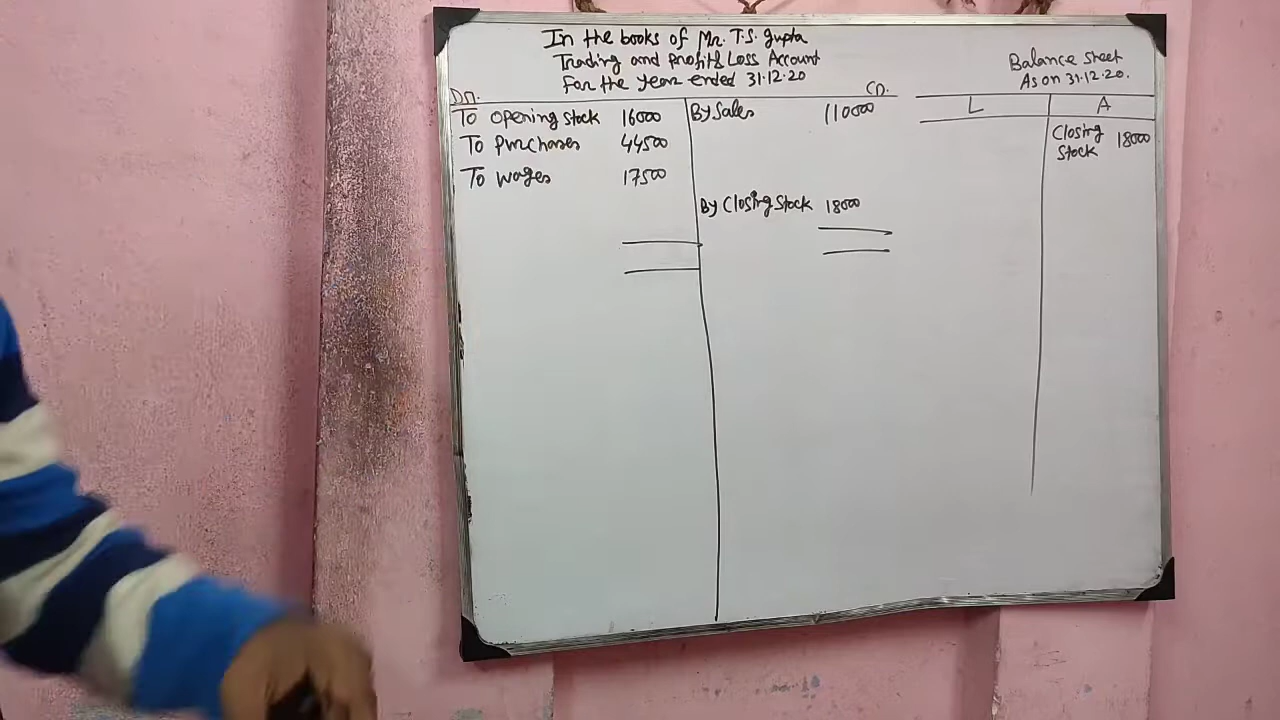 In the books of Mr. T.S. Gupta
Trading and Profit & Loss Account
For the year ended 31.12.20
Dr.
Cr.
To Opening Stock 16000
By Sales 110000
To Purchases 44500
To Wages 17500
By Closing Stock 18000
Balance Sheet
As on 31.12.20.
L A
Closing
Stock 18000